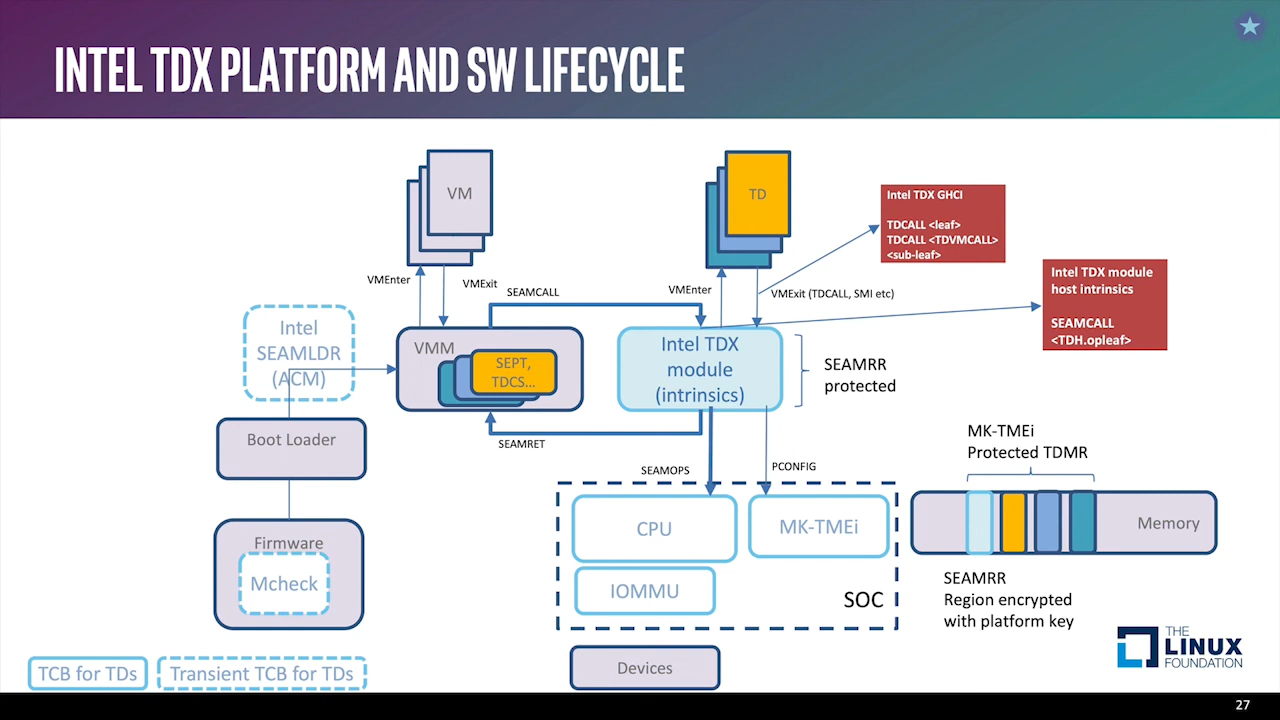 INTEL TDX PLATFORM AND SW LIFECYCLE
VM
TD
Intel TDX GHCI
TDCALL <leaf>
TDCALL <TDVMCALL>
<sub-leaf>
VMEnter
VMExit
SEAMCALL
VMEnter
VMExit (TDCALL, SMI etc)
Intel TDX module
host intrinsics
SEAMCALL
<TDH.opleaf>
Intel
SEAMLDR
(ACM)
VMM
SEPT,
TDCS...
Intel TDX
module
(intrinsics)
SEAMRR
protected
Boot Loader
SEAMRET
SEAMOPS
PCONFIG
MK-TMEi
Protected TDMR
Firmware
Mcheck
CPU
MK-TMEi
IOMMU
SOC
Memory
SEAMRR
Region encrypted
with platform key
TCB for TDs
Transient TCB for TDs
Devices
THE
LINUX
FOUNDATION
27